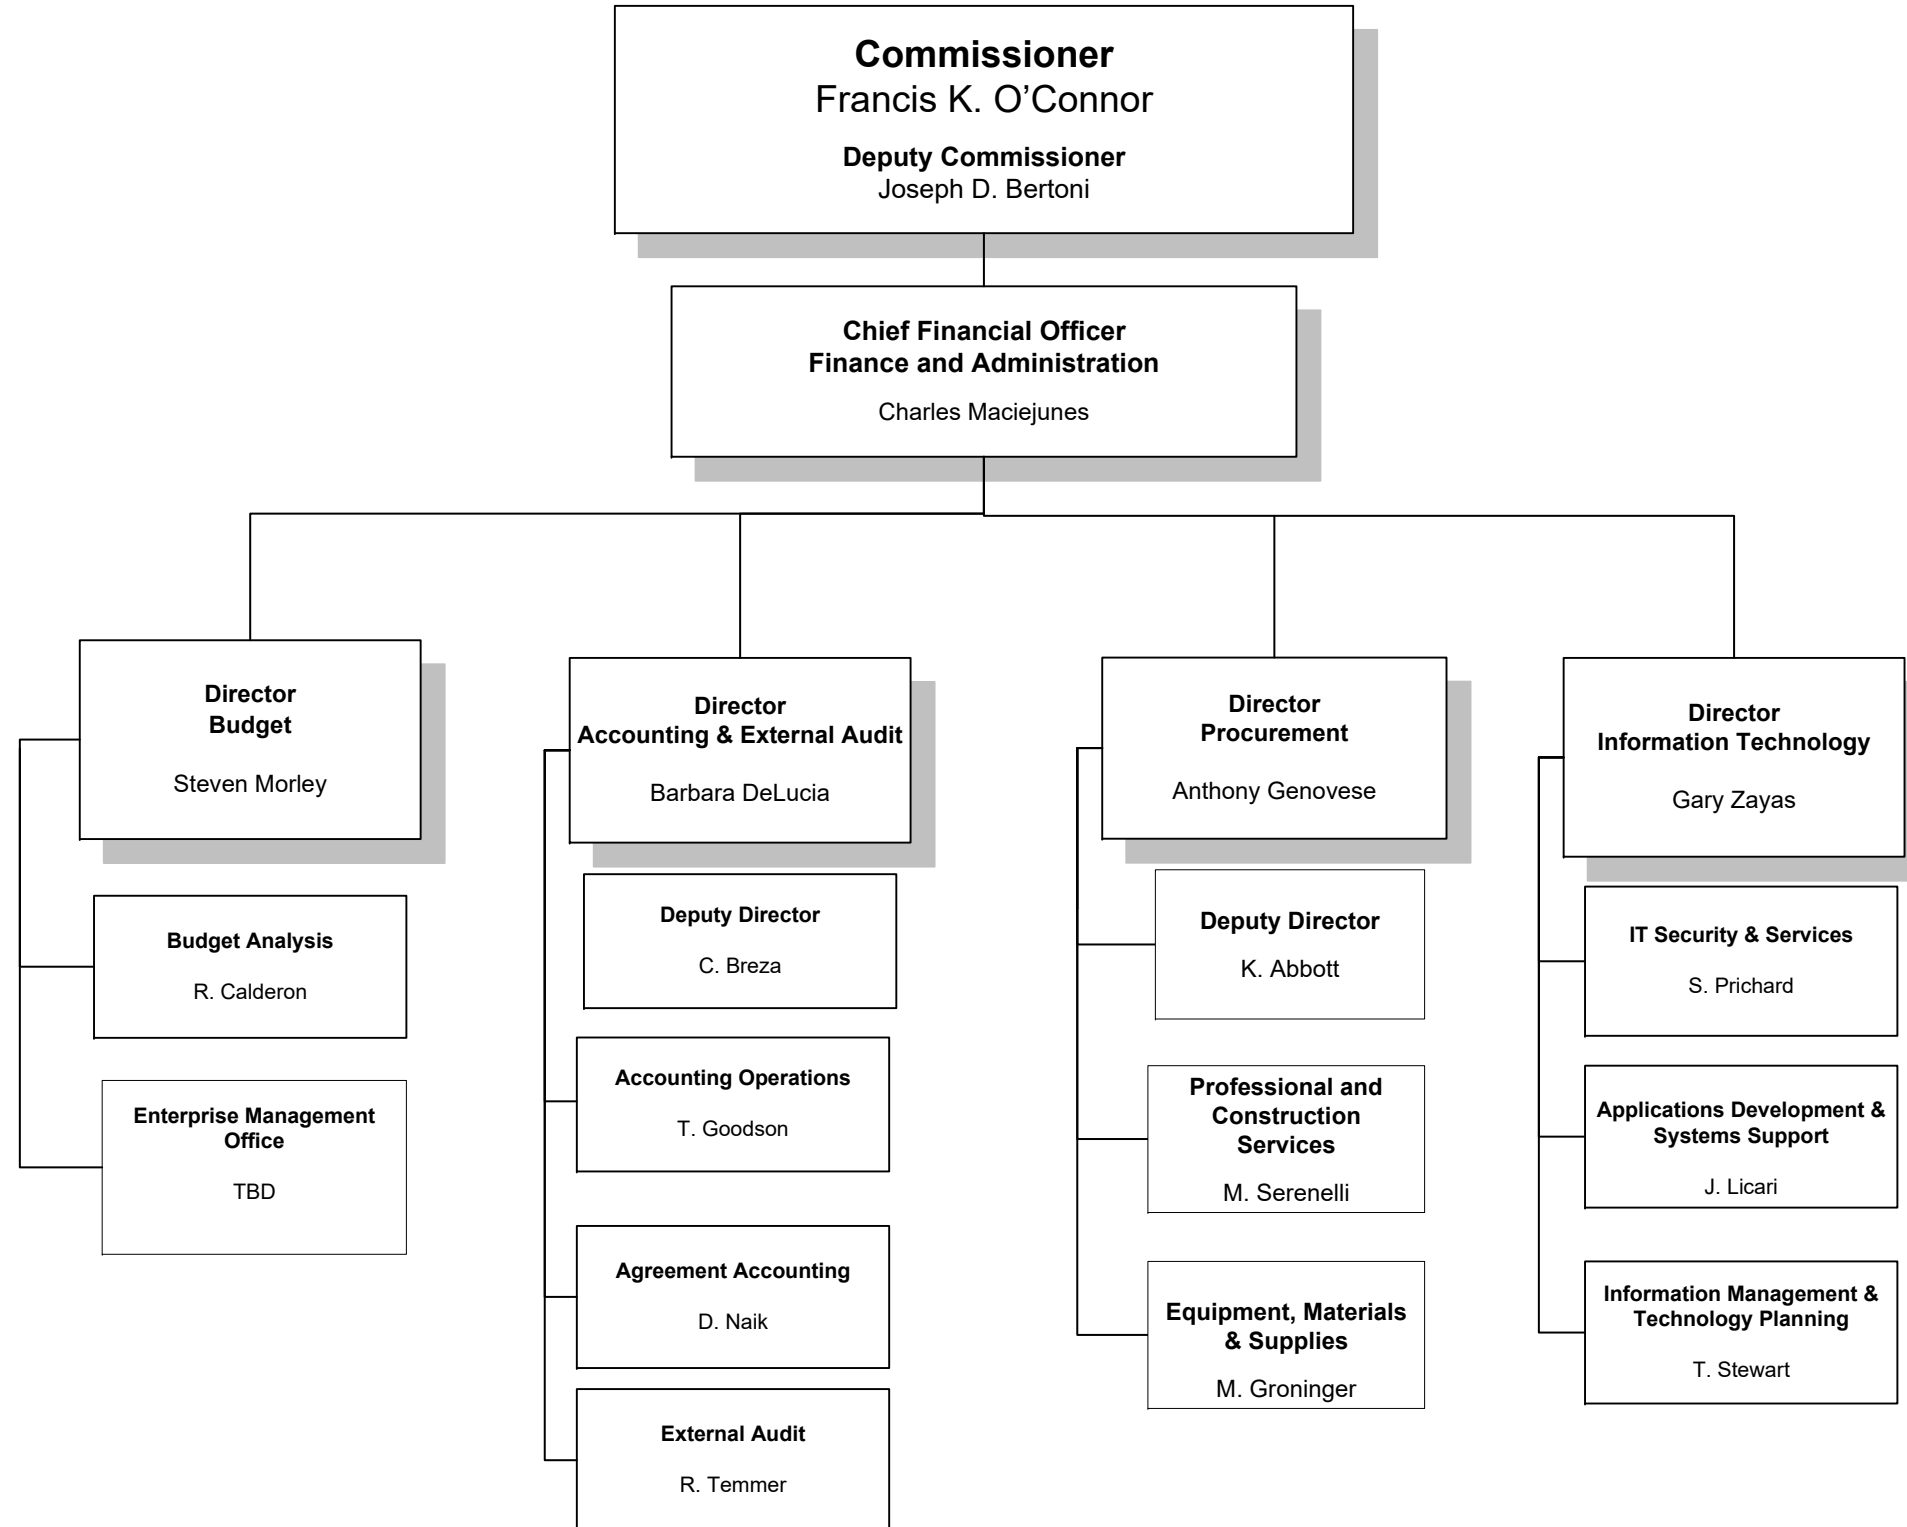 Commissioner
Francis K. O’Connor
Deputy Commissioner
Joseph D. Bertoni
Chief Financial Officer
Finance and Administration
Charles Maciejunes
Director
Budget
Steven Morley
Budget Analysis
R. Calderon
Enterprise Management
Office
TBD
Director
Accounting & External Audit
Barbara DeLucia
Deputy Director
C. Breza
Accounting Operations
T. Goodson
Agreement Accounting
D. Naik
External Audit
R. Temmer
Director
Procurement
Anthony Genovese
Deputy Director
K. Abbott
Professional and
Construction
Services
M. Serenelli
Equipment, Materials
& Supplies
M. Groninger
Director
Information Technology
Gary Zayas
IT Security & Services
S. Prichard
Applications Development &
Systems Support
J. Licari
Information Management &
Technology Planning
T. Stewart